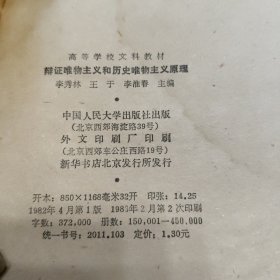 高等学校文科教材
辩证唯物主义和历史唯物主义原理
李秀林 王于 李淮春 主编
中国人民大学出版社出版
(北京西郊海淀路39号)
外文印刷厂印刷
(北京西郊车公庄西路19号)
新华书店北京发行所发行
开本:850×1168毫米32开 印张:14.25
1982年4月第1版 1983年2月第2次印刷
字数:372,000 册数:150,001—450,000
统一书号:2011.103 定价:1.30元